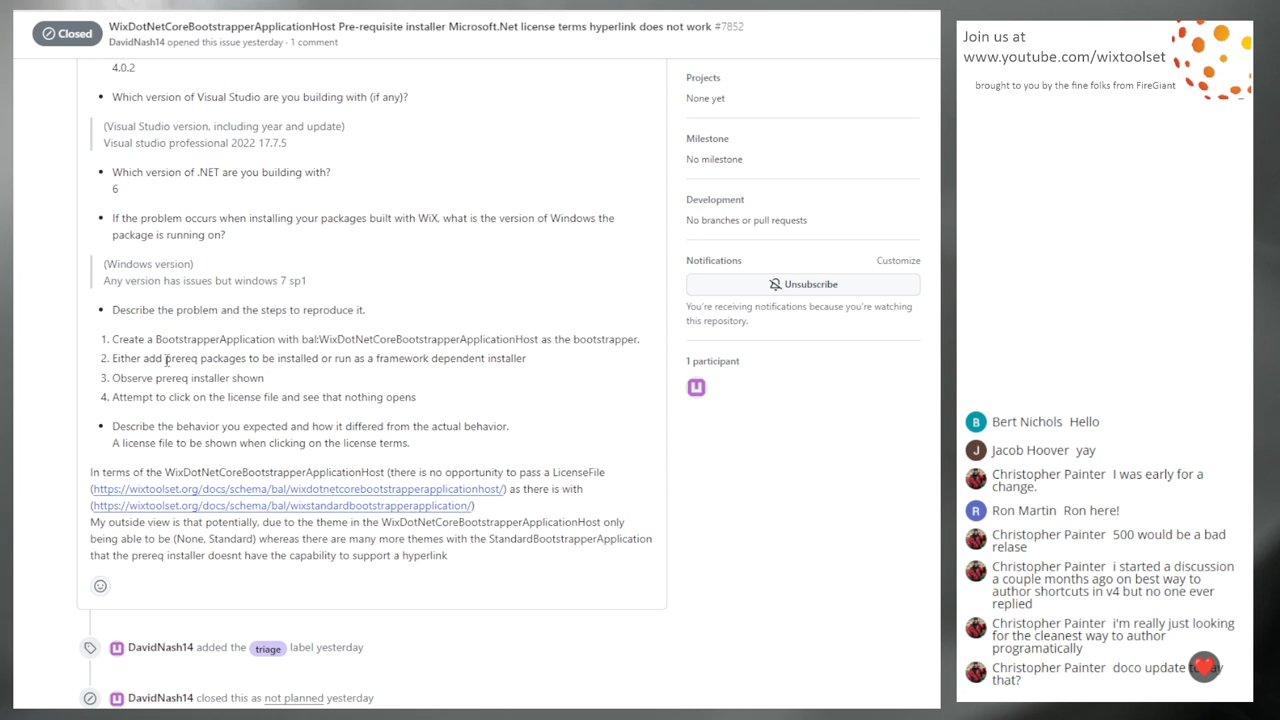 Closed
WixDotNetCoreBootstrapperApplicationHost Pre-requisite installer Microsoft.Net license terms hyperlink does not work #7852
DavidNash14 opened this issue yesterday · 1 comment
4.0.2
• Which version of Visual Studio are you building with (if any)?
(Visual Studio version, including year and update)
Visual studio professional 2022 17.7.5
• Which version of .NET are you building with?
6
• If the problem occurs when installing your packages built with WiX, what is the version of Windows the
package is running on?
(Windows version)
Any version has issues but windows 7 sp1
• Describe the problem and the steps to reproduce it.
1. Create a BootstrapperApplication with bal:WixDotNetCoreBootstrapperApplicationHost as the bootstrapper.
2. Either add prereq packages to be installed or run as a framework dependent installer
3. Observe prereq installer shown
4. Attempt to click on the license file and see that nothing opens
• Describe the behavior you expected and how it differed from the actual behavior.
A license file to be shown when clicking on the license terms.
In terms of the WixDotNetCoreBootstrapperApplicationHost (there is no opportunity to pass a LicenseFile
(https://wixtoolset.org/docs/schema/bal/wixdotnetcorebootstrapperapplicationhost/) as there is with
(https://wixtoolset.org/docs/schema/bal/wixstandardbootstrapperapplication/)
My outside view is that potentially, due to the theme in the WixDotNetCoreBootstrapperApplicationHost only
being able to be (None, Standard) whereas there are many more themes with the StandardBootstrapperApplication
that the prereq installer doesnt have the capability to support a hyperlink
DavidNash14 added the triage label yesterday
DavidNash14 closed this as not planned yesterday
Projects
None yet
Milestone
No milestone
Development
No branches or pull requests
Notifications Customize
Unsubscribe
You're receiving notifications because you're watching
this repository.
1 participant
Join us at
www.youtube.com/wixtoolset
brought to you by the fine folks from FireGiant
B Bert Nichols Hello
J Jacob Hoover yay
Christopher Painter I was early for a
change.
R Ron Martin Ron here!
Christopher Painter 500 would be a bad
relase
Christopher Painter i started a discussion
a couple months ago on best way to
author shortcuts in v4 but no one ever
replied
Christopher Painter i'm really just looking
for the cleanest way to author
programatically
Christopher Painter doco update
that?